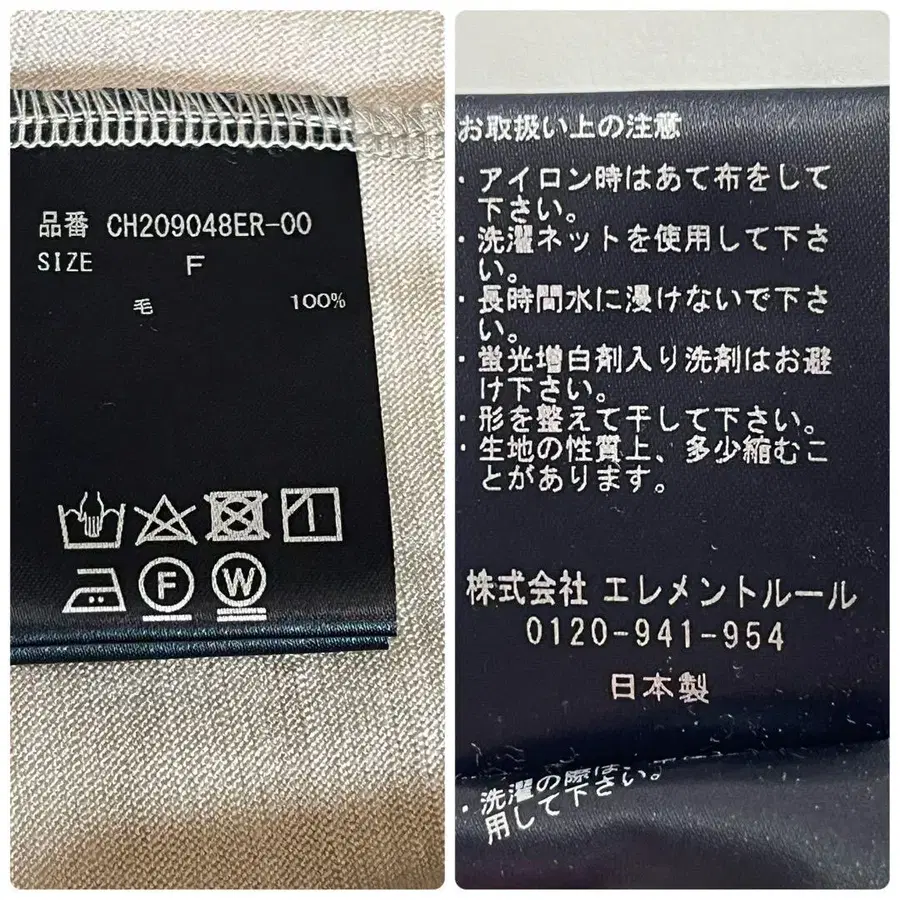 品番 CH209048ER-00
SIZE F
毛 100%
F W
お取扱い上の注意
・アイロン時はあて布をして
下さい。
・洗濯ネットを使用して下さ
い。
・長時間水に浸けないで下さ
い。
・蛍光増白剤入り洗剤はお避
け下さい。
・形を整えて干して下さい。
・生地の性質上、多少縮むこ
とがあります。
株式会社 エレメントルール
0120-941-954
日本製
・洗濯の際は、
用して下さい。